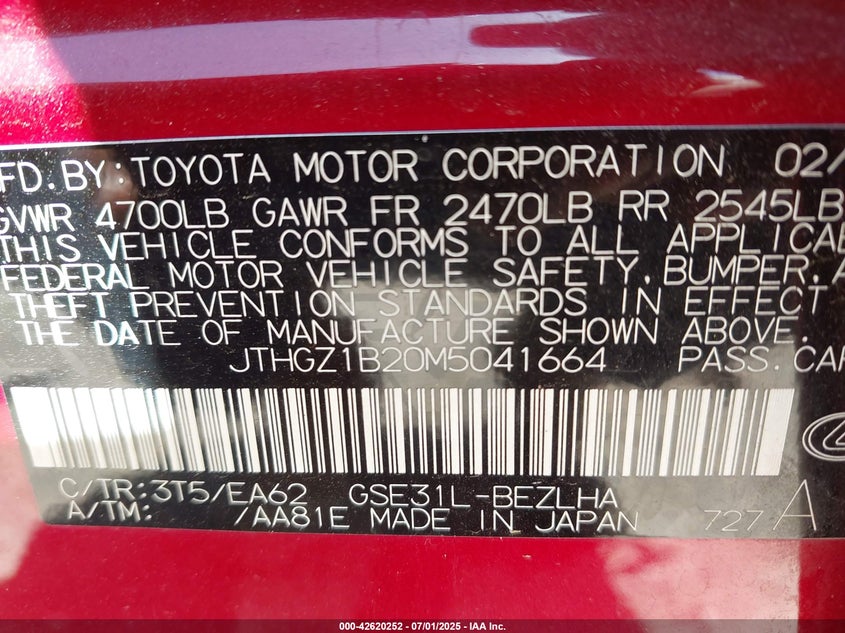 FD. BY: TOYOTA MOTOR CORPORATION 02/
GVWR 4700LB GAWR FR 2470LB RR 2545LB
THIS VEHICLE CONFORMS TO ALL APPLICAB
FEDERAL MOTOR VEHICLE SAFETY, BUMPER, A
THEFT PREVENTION STANDARDS IN EFFECT
THE DATE OF MANUFACTURE SHOWN ABOVE.
JTHGZ1B20M5041664 PASS. CAR
C/TR: 3T5/EA62 GSE31L-BEZLHA
A/TM: /AA81E MADE IN JAPAN 727 A
000-42620252 - 07/01/2025 - IAA Inc.